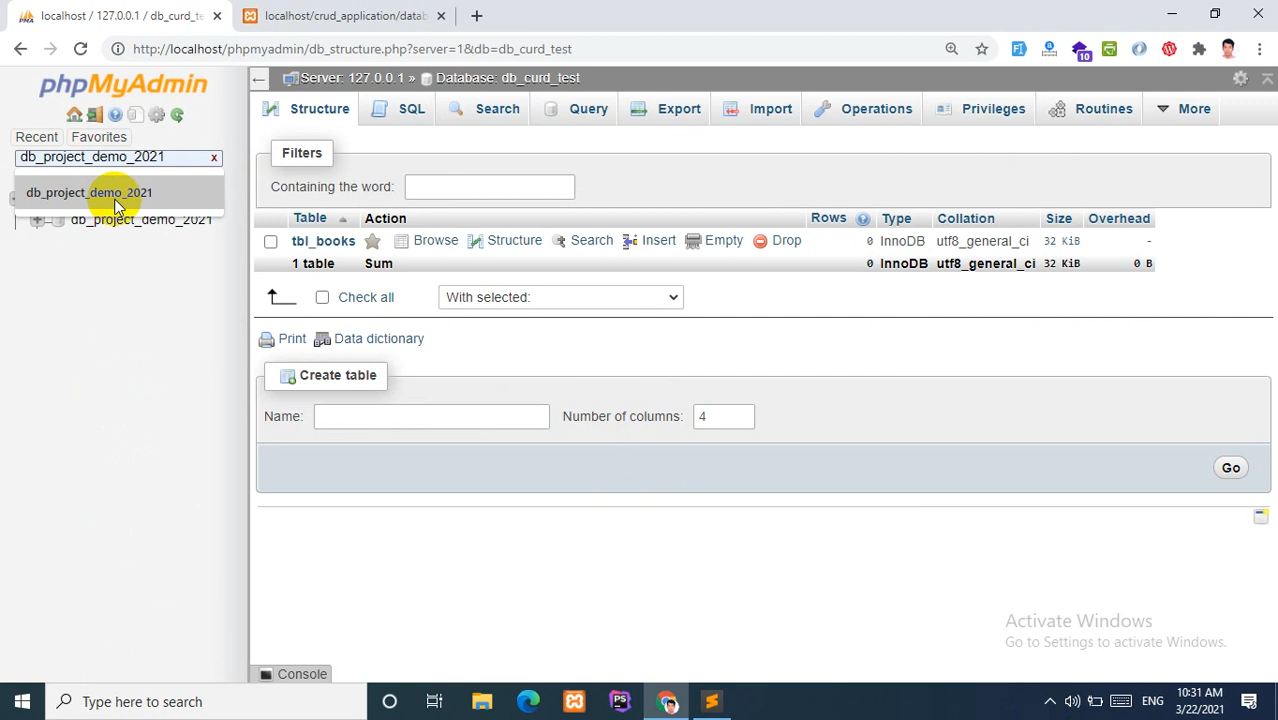 localhost / 127.0.0.1 / db_curd_te
localhost/crud_application/datab
http://localhost/phpmyadmin/db_structure.php?server=1&db=db_curd_test
10
phpMyAdmin
Recent Favorites
db_project_demo_2021 x
db_project_demo_2021
db_project_demo_2021
Server: 127.0.0.1 » Database: db_curd_test
Structure SQL Search Query Export Import Operations Privileges Routines More
Filters
Containing the word:
Table Action Rows Type Collation Size Overhead
tbl_books Browse Structure Search Insert Empty Drop 0 InnoDB utf8_general_ci 32 KiB -
1 table Sum 0 InnoDB utf8_general_ci 32 KiB 0 B
Check all With selected:
Print Data dictionary
Create table
Name: Number of columns: 4
Go
Activate Windows
Go to Settings to activate Windows.
Console
Type here to search
PS
ENG
10:31 AM
3/22/2021